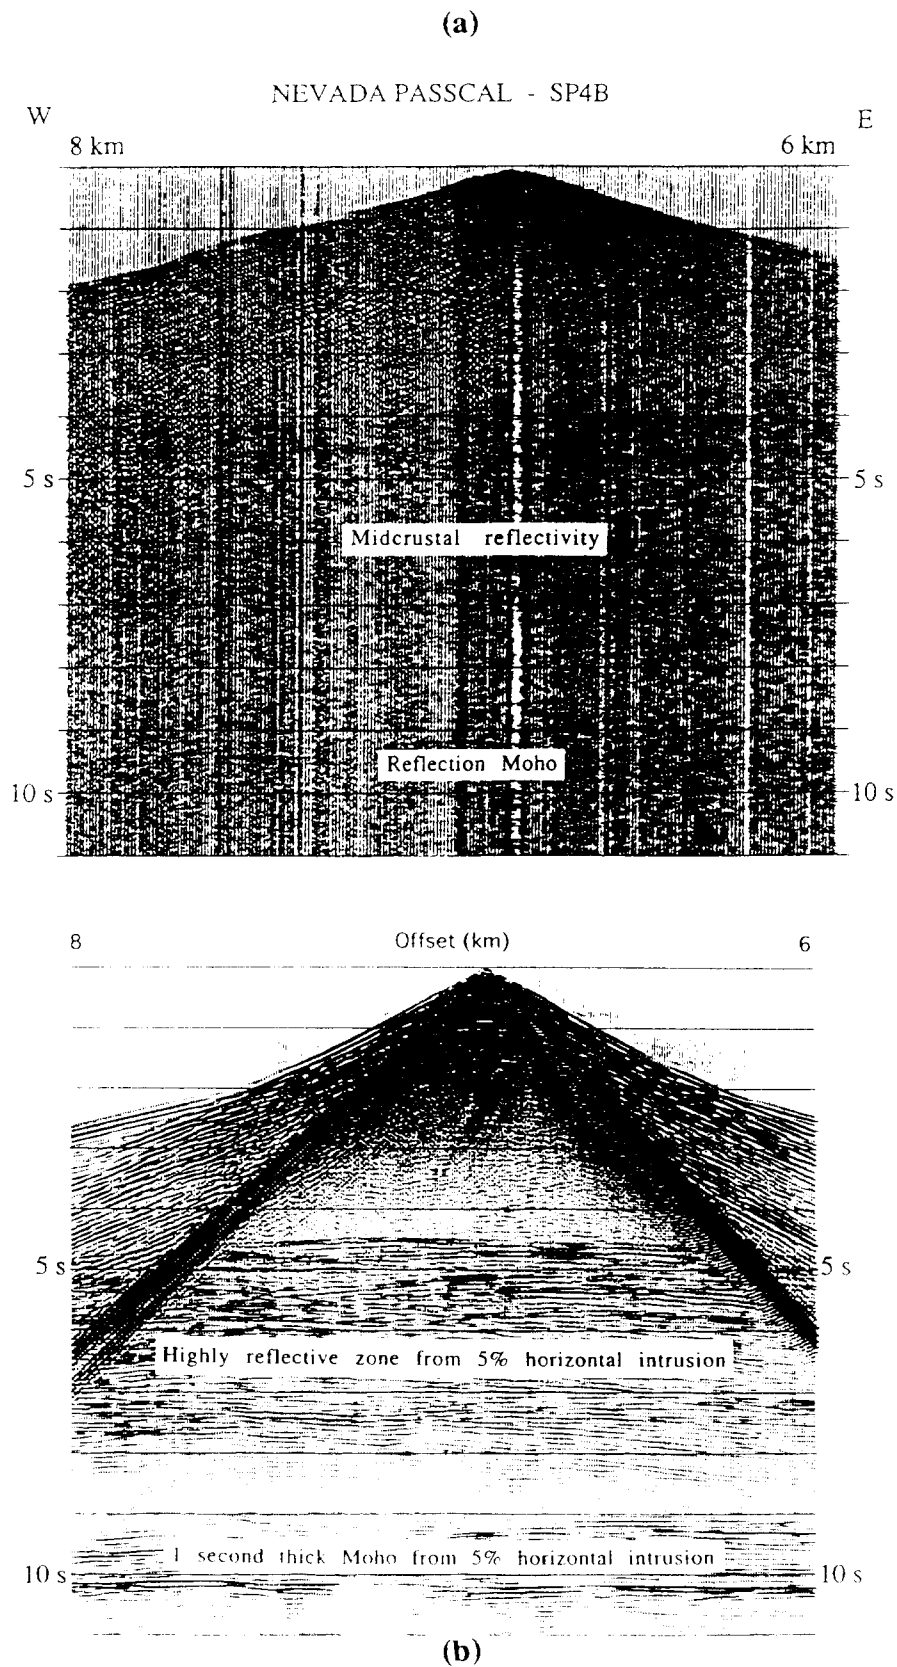 (a)
NEVADA PASSCAL - SP4B
W
E
8 km
6 km
5 s
5 s
Midcrustal reflectivity
Reflection Moho
10 s
10 s
8
Offset (km)
6
5 s
5 s
Highly reflective zone from 5% horizontal intrusion
1 second thick Moho from 5% horizontal intrusion
10 s
10 s
(b)